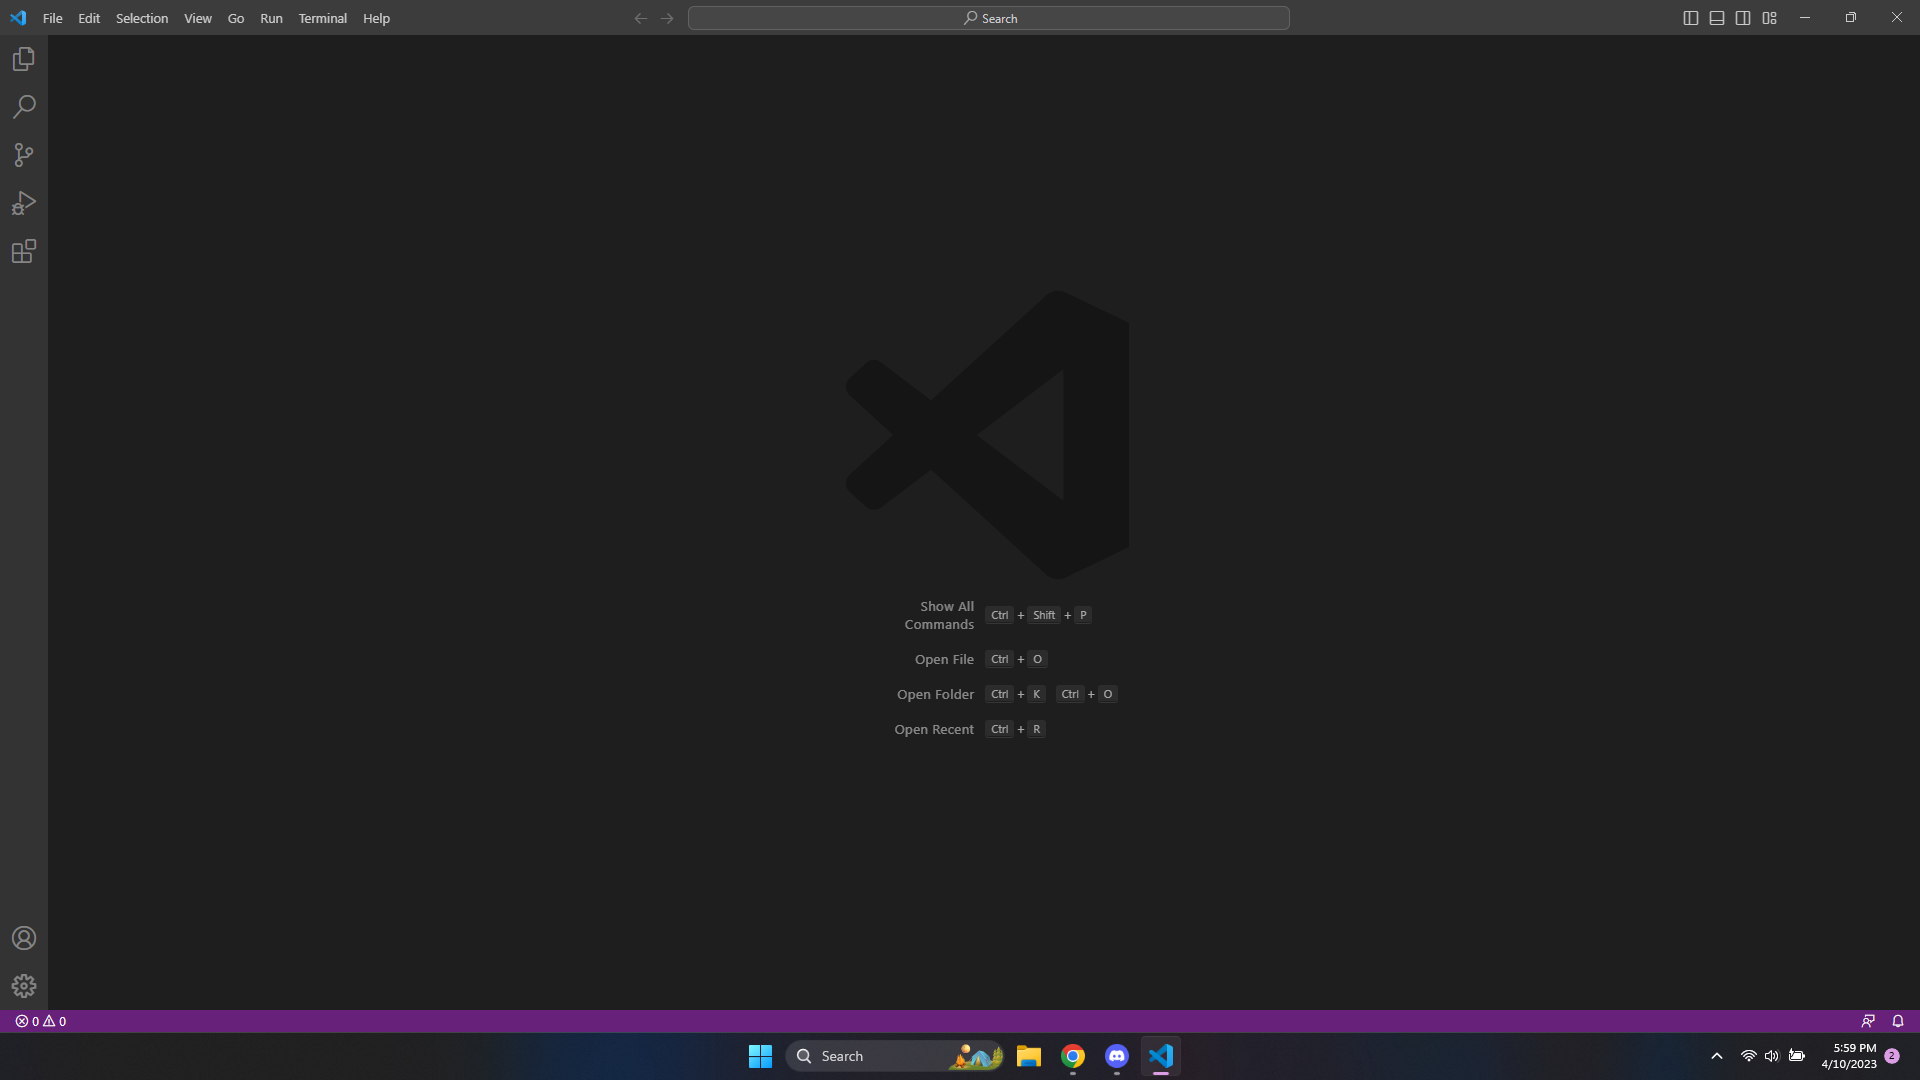 File Edit Selection View Go Run Terminal Help
Search
Show All
Commands
Ctrl + Shift + P
Open File Ctrl + O
Open Folder Ctrl + K Ctrl + O
Open Recent Ctrl + R
0 0
Search
5:59 PM
4/10/2023
2